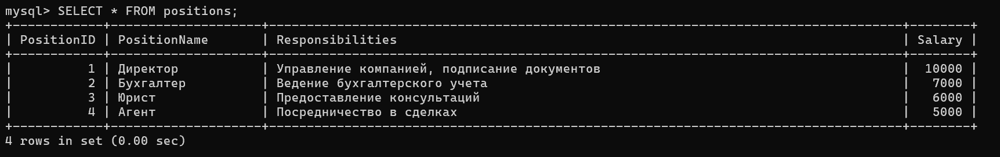 mysql> SELECT * FROM positions;
+------------+--------------------+------------------------------------------------------------------------------------+--------+
| PositionID | PositionName       | Responsibilities                                                                   | Salary |
+------------+--------------------+------------------------------------------------------------------------------------+--------+
|          1 | Директор           | Управление компанией, подписание документов                                        |  10000 |
|          2 | Бухгалтер          | Ведение бухгалтерского учета                                                       |   7000 |
|          3 | Юрист              | Предоставление консультаций                                                        |   6000 |
|          4 | Агент              | Посредничество в сделках                                                           |   5000 |
+------------+--------------------+------------------------------------------------------------------------------------+--------+
4 rows in set (0.00 sec)